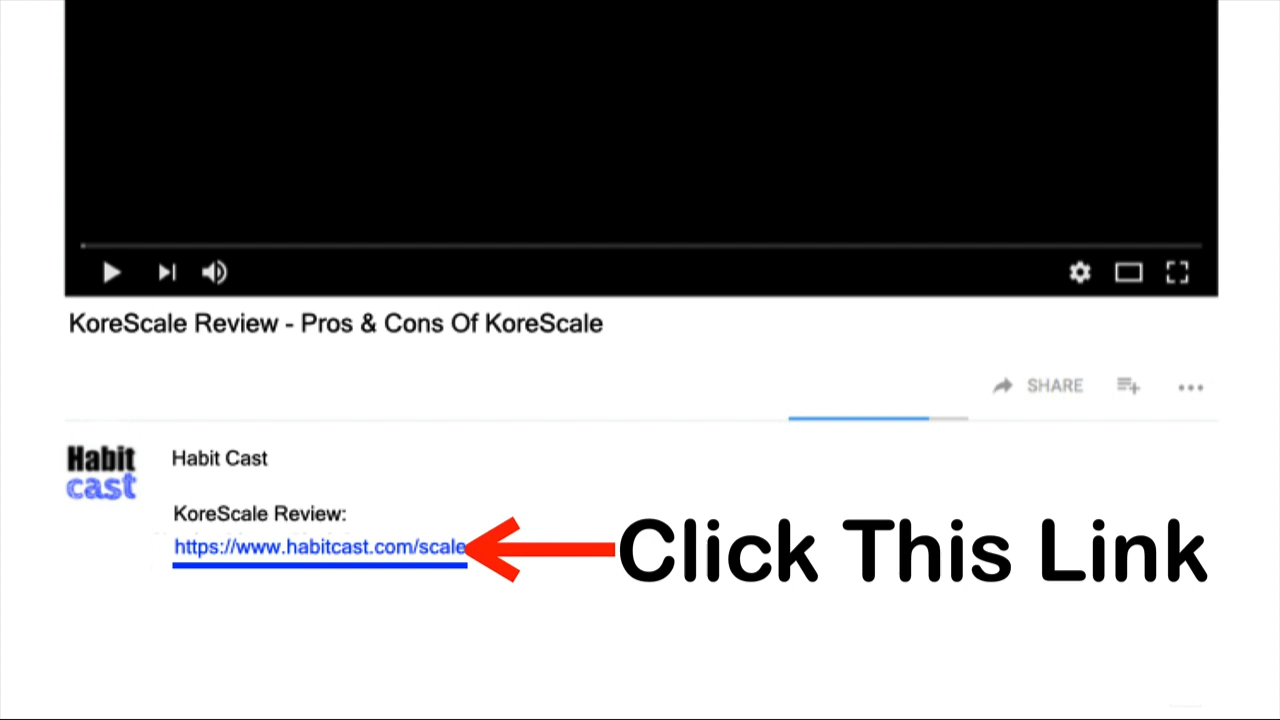 KoreScale Review - Pros & Cons Of KoreScale
SHARE
Habit
cast
Habit Cast
KoreScale Review:
https://www.habitcast.com/scale
Click This Link